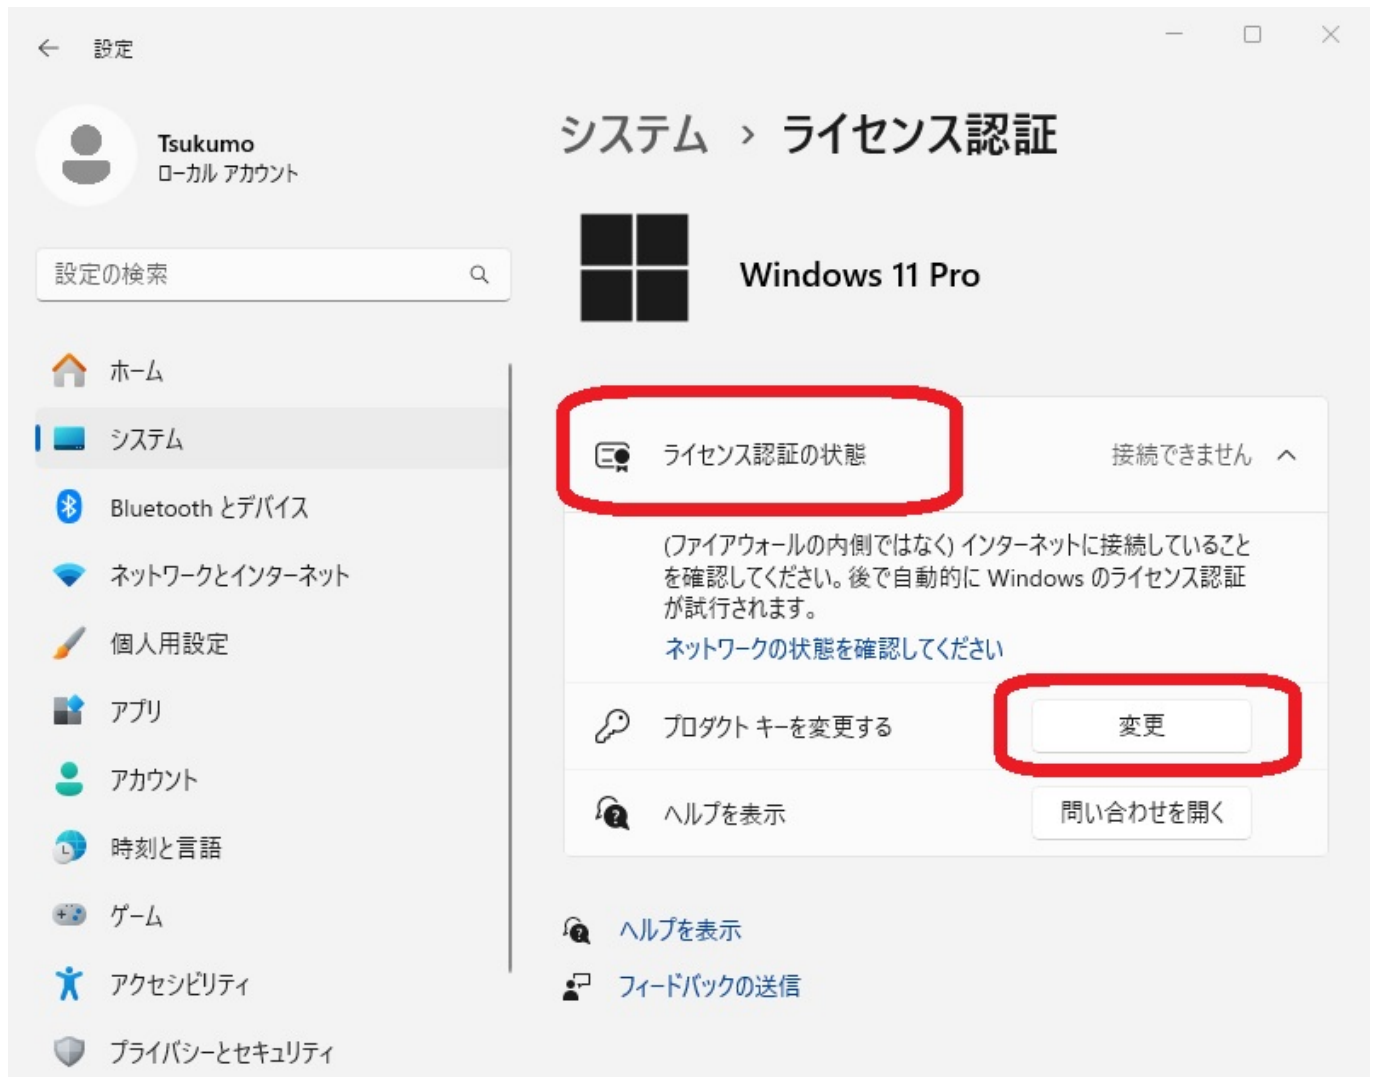 設定
Tsukumo
ローカル アカウント
設定の検索
ホーム
システム
Bluetooth とデバイス
ネットワークとインターネット
個人用設定
アプリ
アカウント
時刻と言語
ゲーム
アクセシビリティ
プライバシーとセキュリティ
システム › ライセンス認証
Windows 11 Pro
ライセンス認証の状態 接続できません
(ファイアウォールの内側ではなく) インターネットに接続していること
を確認してください。後で自動的に Windows のライセンス認証
が試行されます。
ネットワークの状態を確認してください
プロダクト キーを変更する 変更
ヘルプを表示 問い合わせを開く
ヘルプを表示
フィードバックの送信